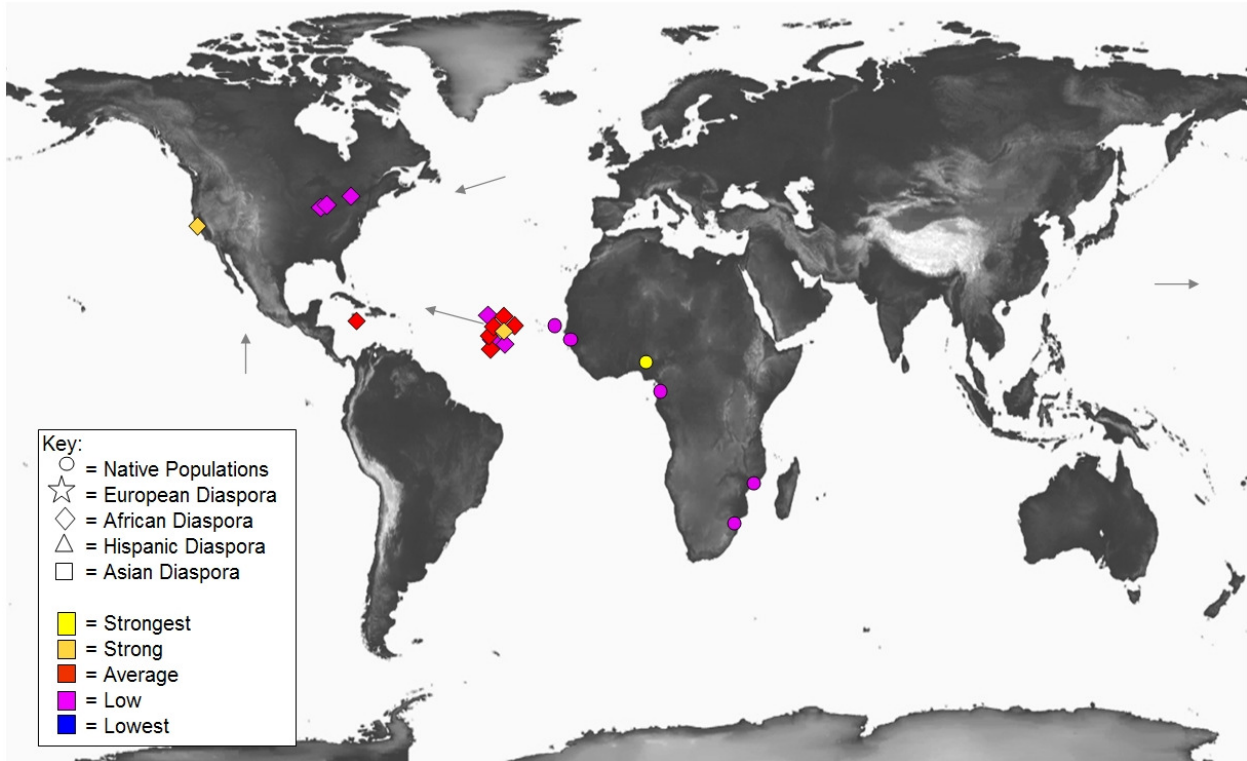 Key:
= Native Populations
= European Diaspora
= African Diaspora
= Hispanic Diaspora
= Asian Diaspora
= Strongest
= Strong
= Average
= Low
= Lowest